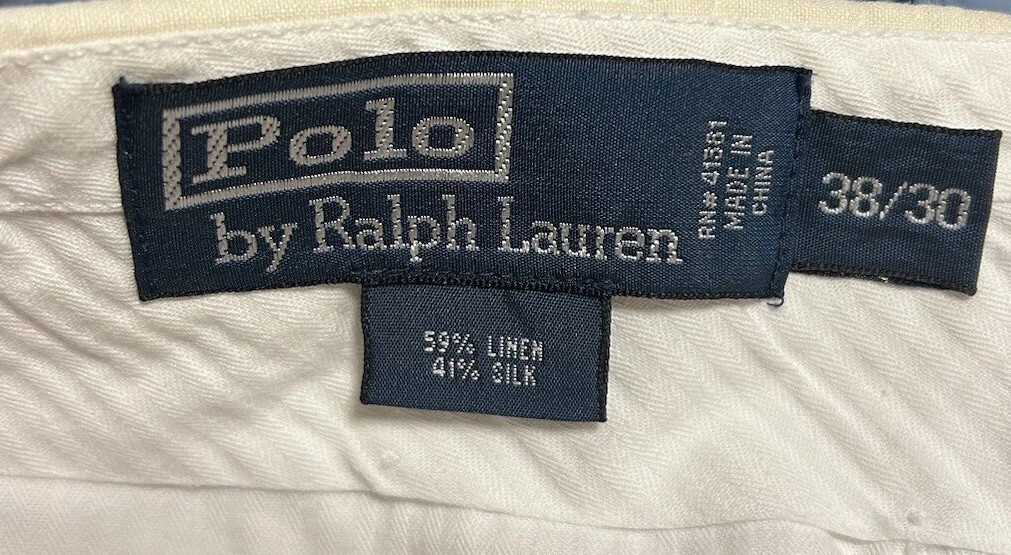 Polo
by Ralph Lauren
RN# 41381
MADE IN
CHINA
38/30
59% LINEN
41% SILK